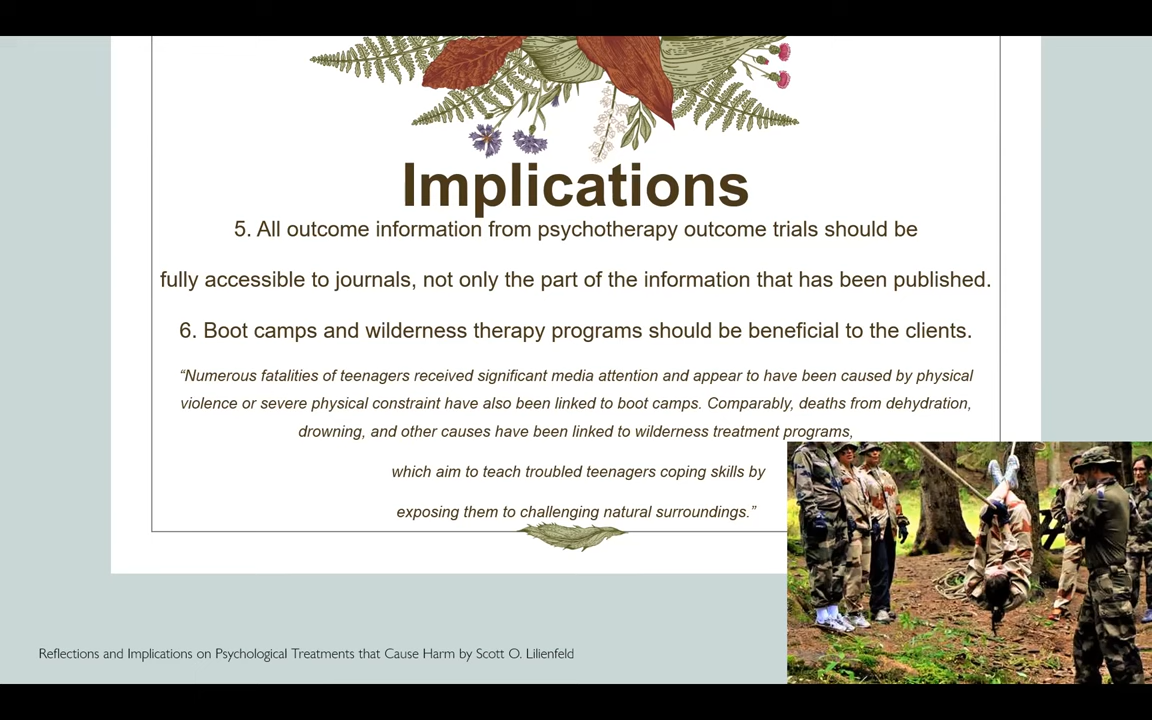 Implications
5. All outcome information from psychotherapy outcome trials should be
fully accessible to journals, not only the part of the information that has been published.
6. Boot camps and wilderness therapy programs should be beneficial to the clients.
“Numerous fatalities of teenagers received significant media attention and appear to have been caused by physical
violence or severe physical constraint have also been linked to boot camps. Comparably, deaths from dehydration,
drowning, and other causes have been linked to wilderness treatment programs,
which aim to teach troubled teenagers coping skills by
exposing them to challenging natural surroundings.”
Reflections and Implications on Psychological Treatments that Cause Harm by Scott O. Lilienfeld